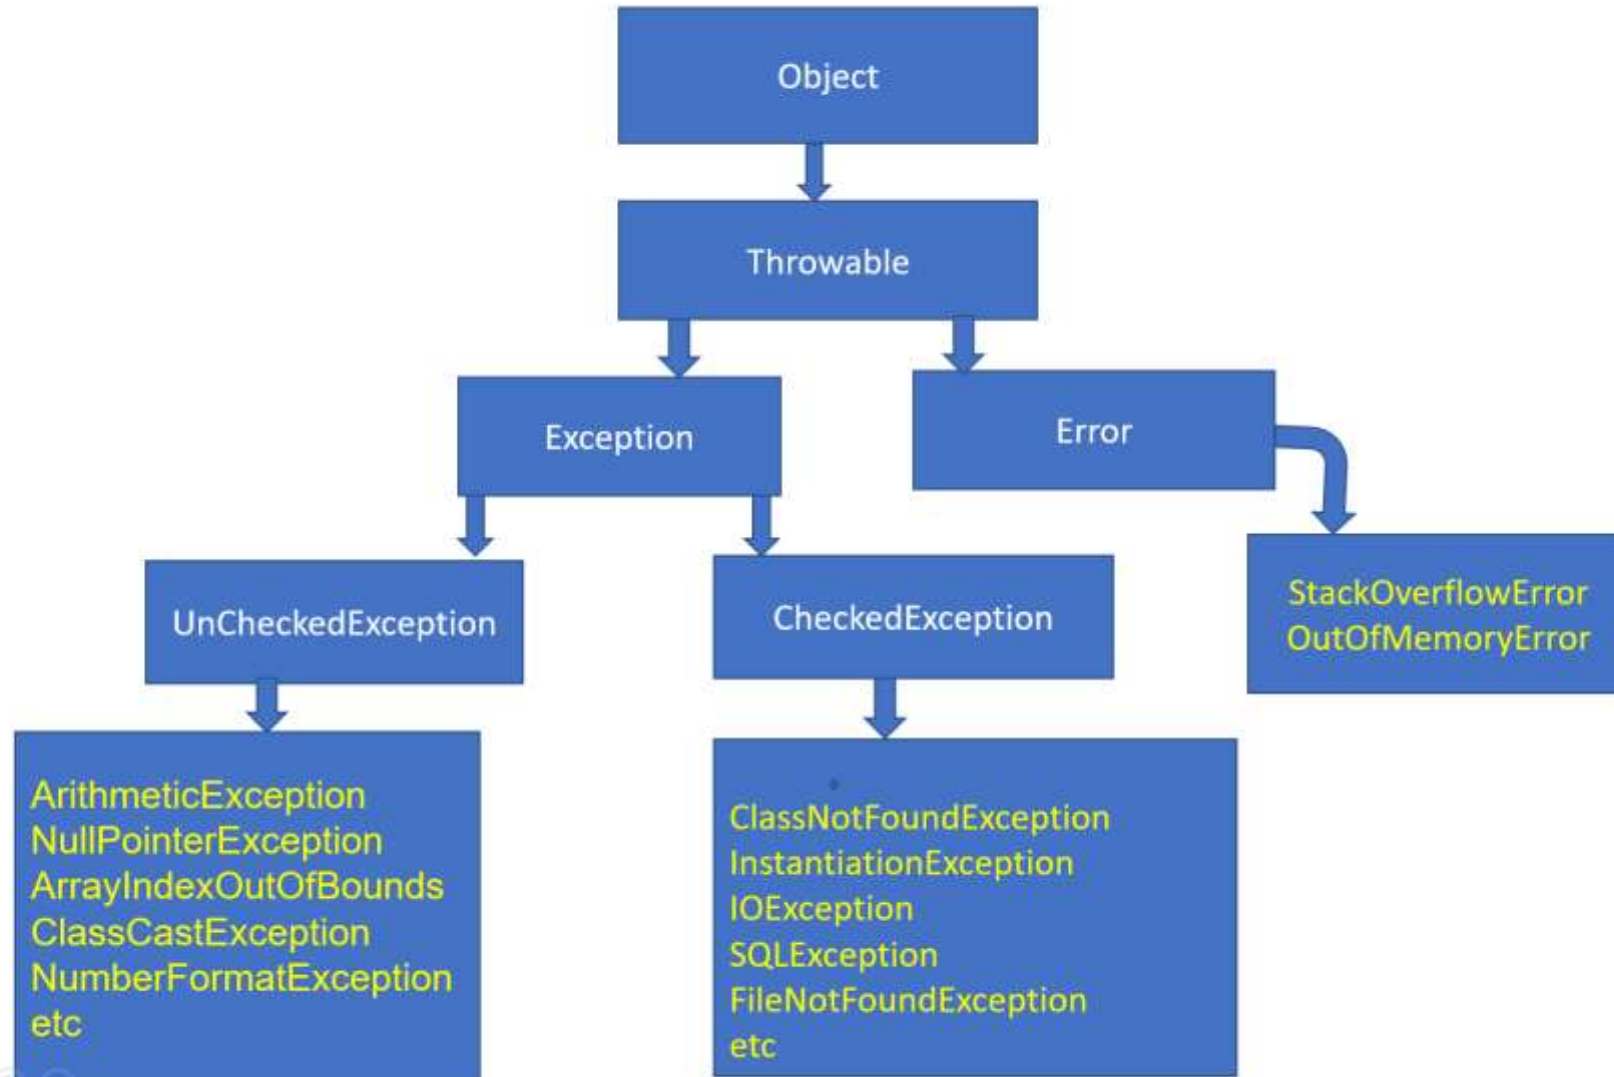 Object
Throwable
Exception
Error
UnCheckedException
CheckedException
StackOverflowError
OutOfMemoryError
ArithmeticException
NullPointerException
ArrayIndexOutOfBounds
ClassCastException
NumberFormatException
etc
ClassNotFoundException
InstantiationException
IOException
SQLException
FileNotFoundException
etc